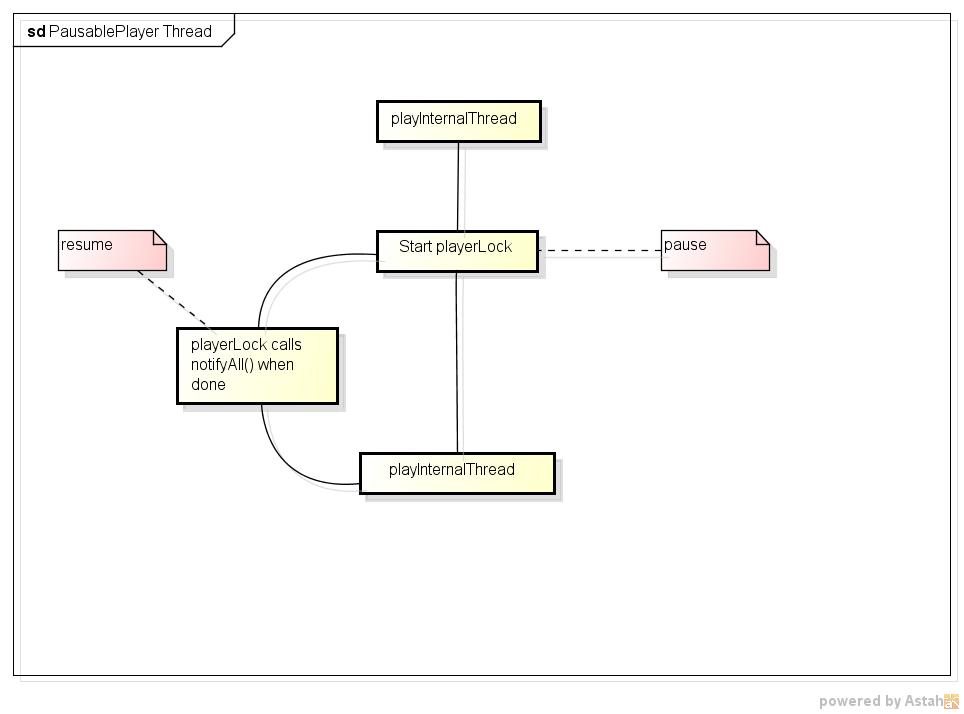 sd PausablePlayer Thread
playInternalThread
resume
Start playerLock
pause
playerLock calls
notifyAll() when
done
playInternalThread
powered by Astah